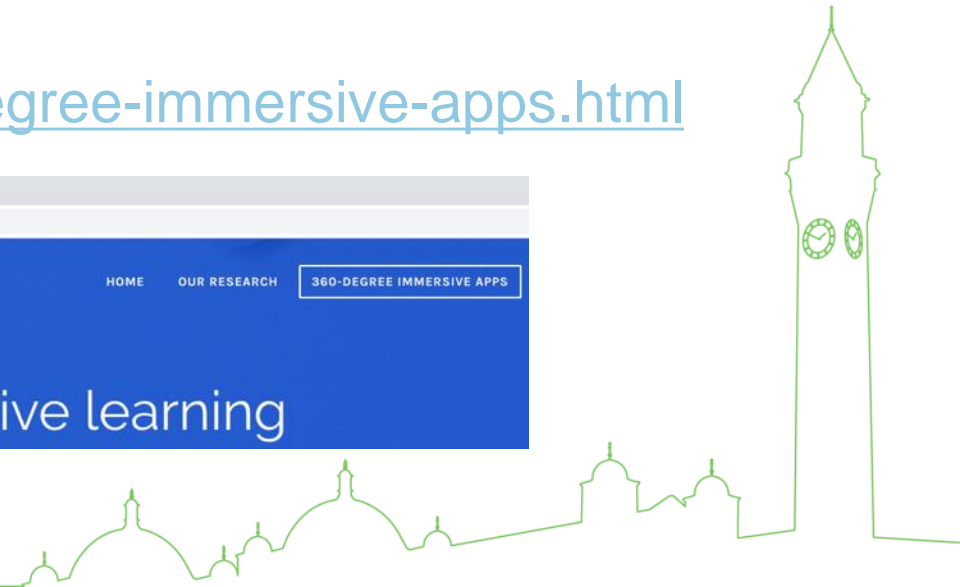 egree-immersive-apps.html
HOME OUR RESEARCH 360-DEGREE IMMERSIVE APPS
ive learning